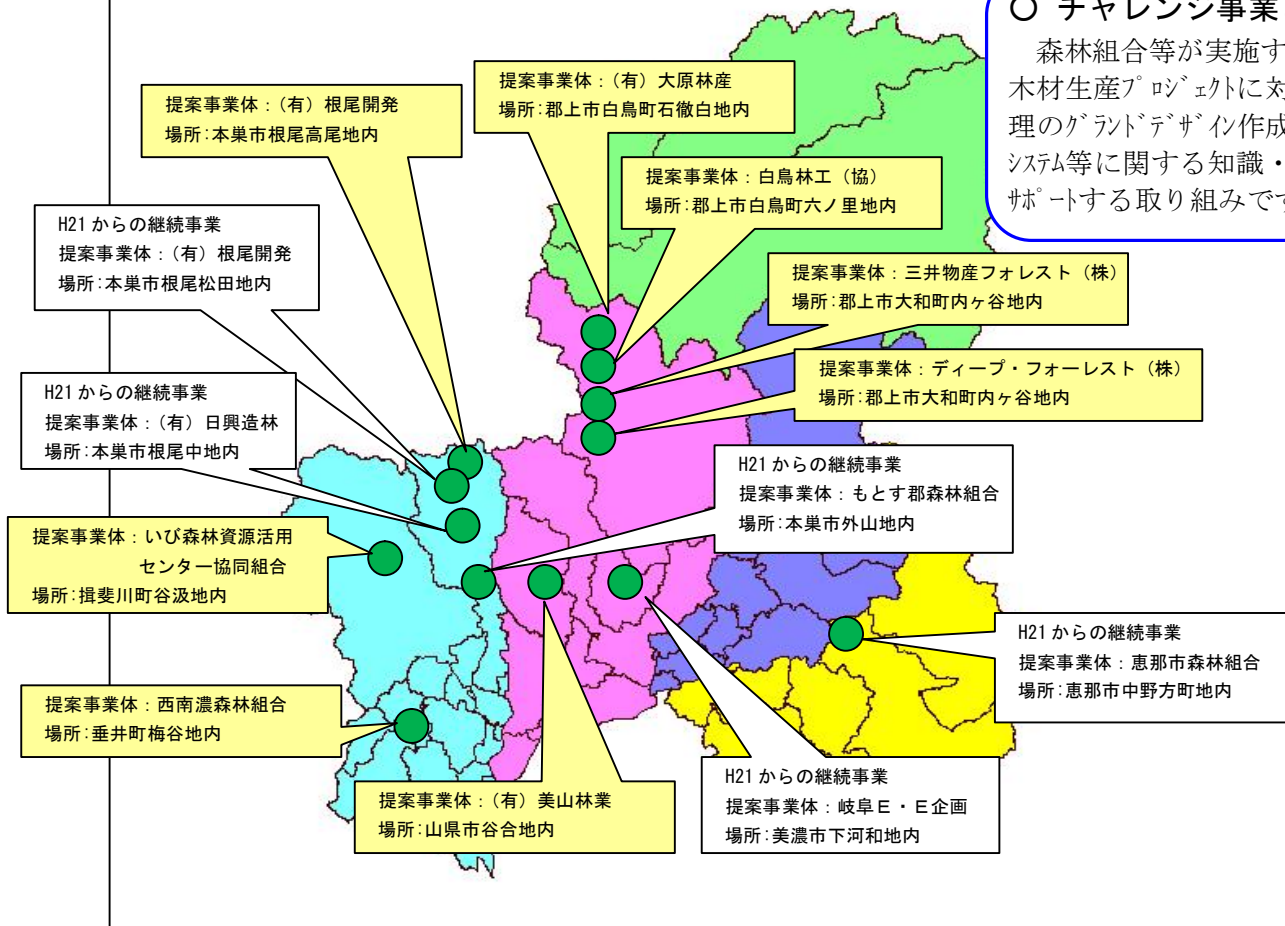 〇 チャレンジ事業
森林組合等が実施す
木材生産プロジェクトに対
理のグランドデザイン作成
システム等に関する知識・
サポートする取り組みです
提案事業体：(有) 大原林産
場所：郡上市白鳥町石徹白地内
提案事業体：(有) 根尾開発
場所：本巣市根尾高尾地内
提案事業体：白鳥林工（協）
場所：郡上市白鳥町六ノ里地内
H21からの継続事業
提案事業体：(有) 根尾開発
場所：本巣市根尾松田地内
提案事業体：三井物産フォレスト（株）
場所：郡上市大和町内ヶ谷地内
提案事業体：ディープ・フォーレスト（株）
場所：郡上市大和町内ヶ谷地内
H21からの継続事業
提案事業体：(有) 日興造林
場所：本巣市根尾中地内
H21からの継続事業
提案事業体：もとす郡森林組合
場所：本巣市外山地内
提案事業体：いび森林資源活用
センター協同組合
場所：揖斐川町谷汲地内
H21からの継続事業
提案事業体：恵那市森林組合
場所：恵那市中野方町地内
提案事業体：西南濃森林組合
場所：垂井町梅谷地内
提案事業体：(有) 美山林業
場所：山県市谷合地内
H21からの継続事業
提案事業体：岐阜Ｅ・Ｅ企画
場所：美濃市下河和地内